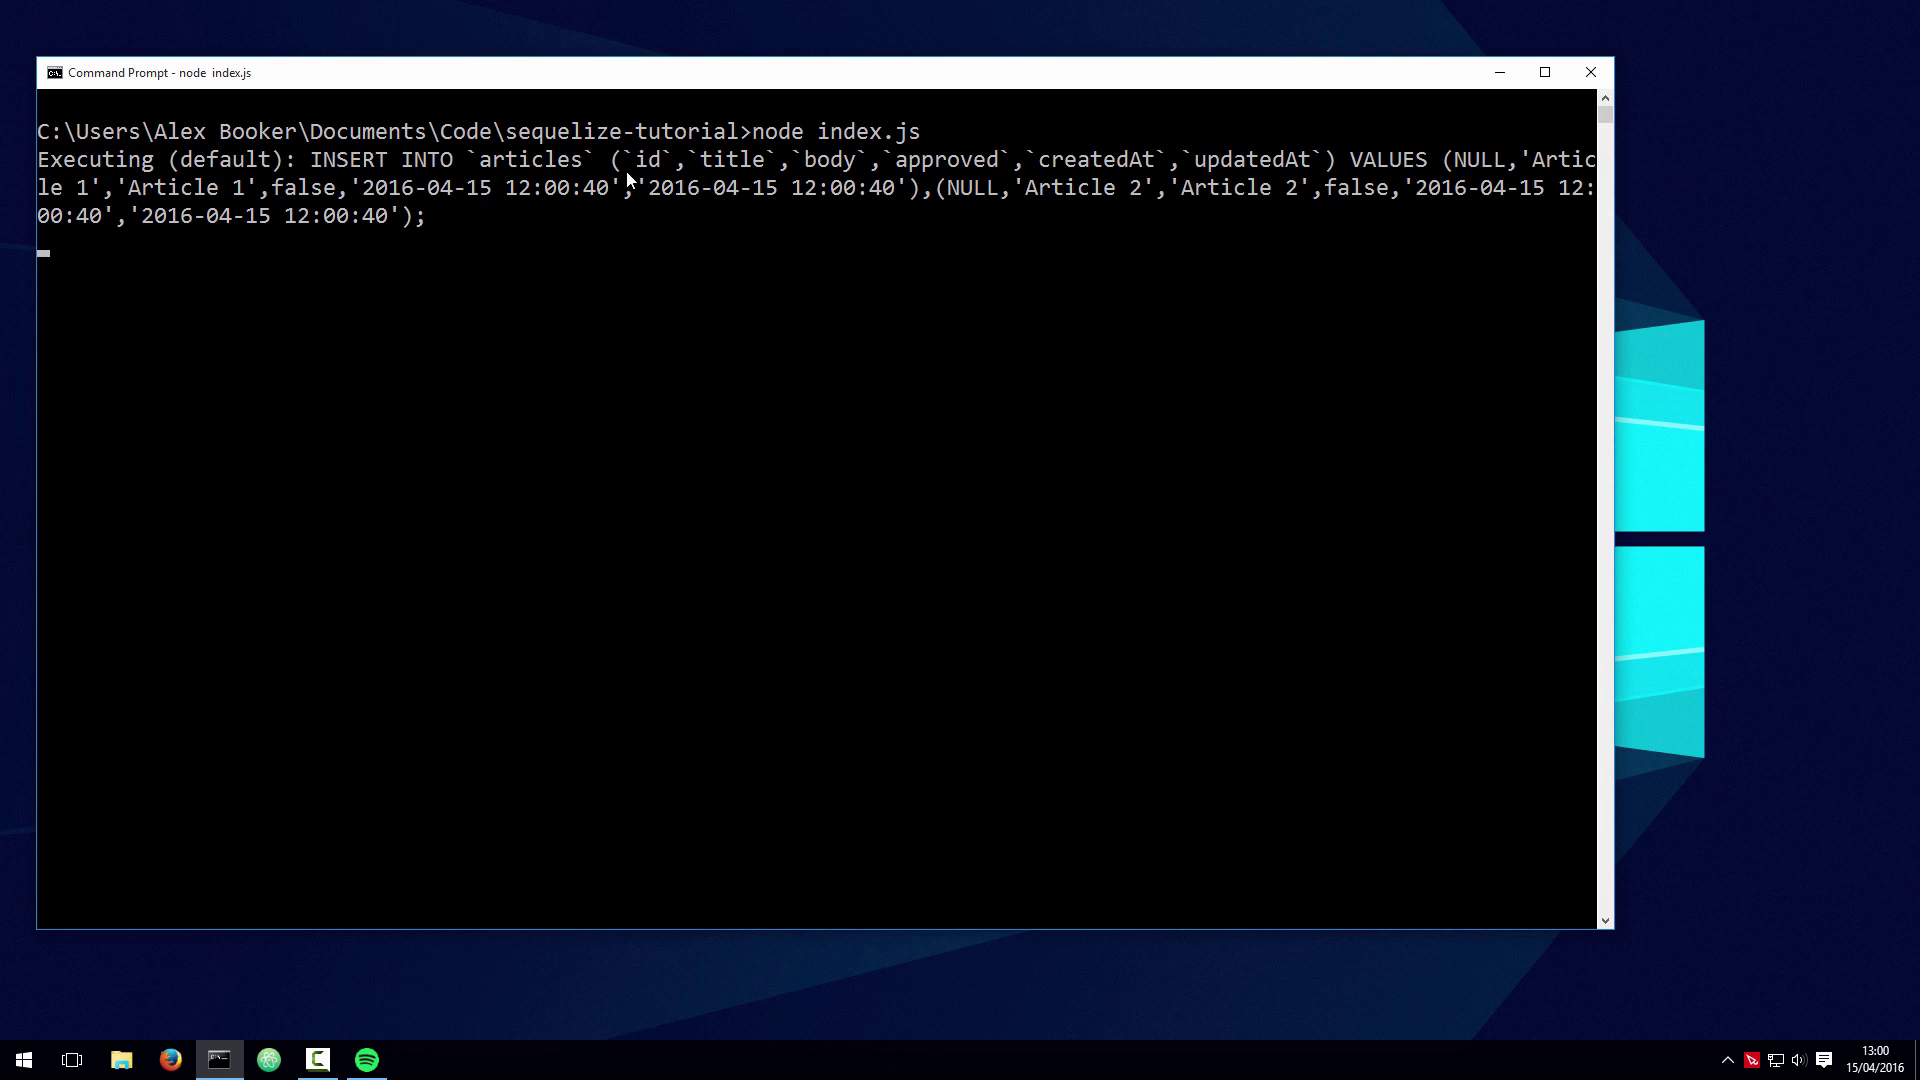 Command Prompt - node  index.js
C:\Users\Alex Booker\Documents\Code\sequelize-tutorial>node index.js
Executing (default): INSERT INTO `articles` (`id`,`title`,`body`,`approved`,`createdAt`,`updatedAt`) VALUES (NULL,'Artic
le 1','Article 1',false,'2016-04-15 12:00:40','2016-04-15 12:00:40'),(NULL,'Article 2','Article 2',false,'2016-04-15 12:
00:40','2016-04-15 12:00:40');
13:00
15/04/2016